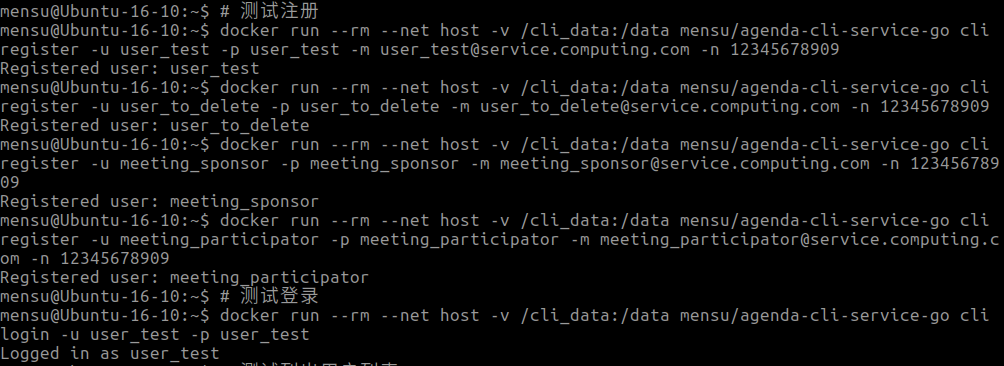 mensu@Ubuntu-16-10:~$ # 测试注册
mensu@Ubuntu-16-10:~$ docker run --rm --net host -v /cli_data:/data mensu/agenda-cli-service-go cli
register -u user_test -p user_test -m user_test@service.computing.com -n 12345678909
Registered user: user_test
mensu@Ubuntu-16-10:~$ docker run --rm --net host -v /cli_data:/data mensu/agenda-cli-service-go cli
register -u user_to_delete -p user_to_delete -m user_to_delete@service.computing.com -n 12345678909
Registered user: user_to_delete
mensu@Ubuntu-16-10:~$ docker run --rm --net host -v /cli_data:/data mensu/agenda-cli-service-go cli
register -u meeting_sponsor -p meeting_sponsor -m meeting_sponsor@service.computing.com -n 123456789
09
Registered user: meeting_sponsor
mensu@Ubuntu-16-10:~$ docker run --rm --net host -v /cli_data:/data mensu/agenda-cli-service-go cli
register -u meeting_participator -p meeting_participator -m meeting_participator@service.computing.c
om -n 12345678909
Registered user: meeting_participator
mensu@Ubuntu-16-10:~$ # 测试登录
mensu@Ubuntu-16-10:~$ docker run --rm --net host -v /cli_data:/data mensu/agenda-cli-service-go cli
login -u user_test -p user_test
Logged in as user_test